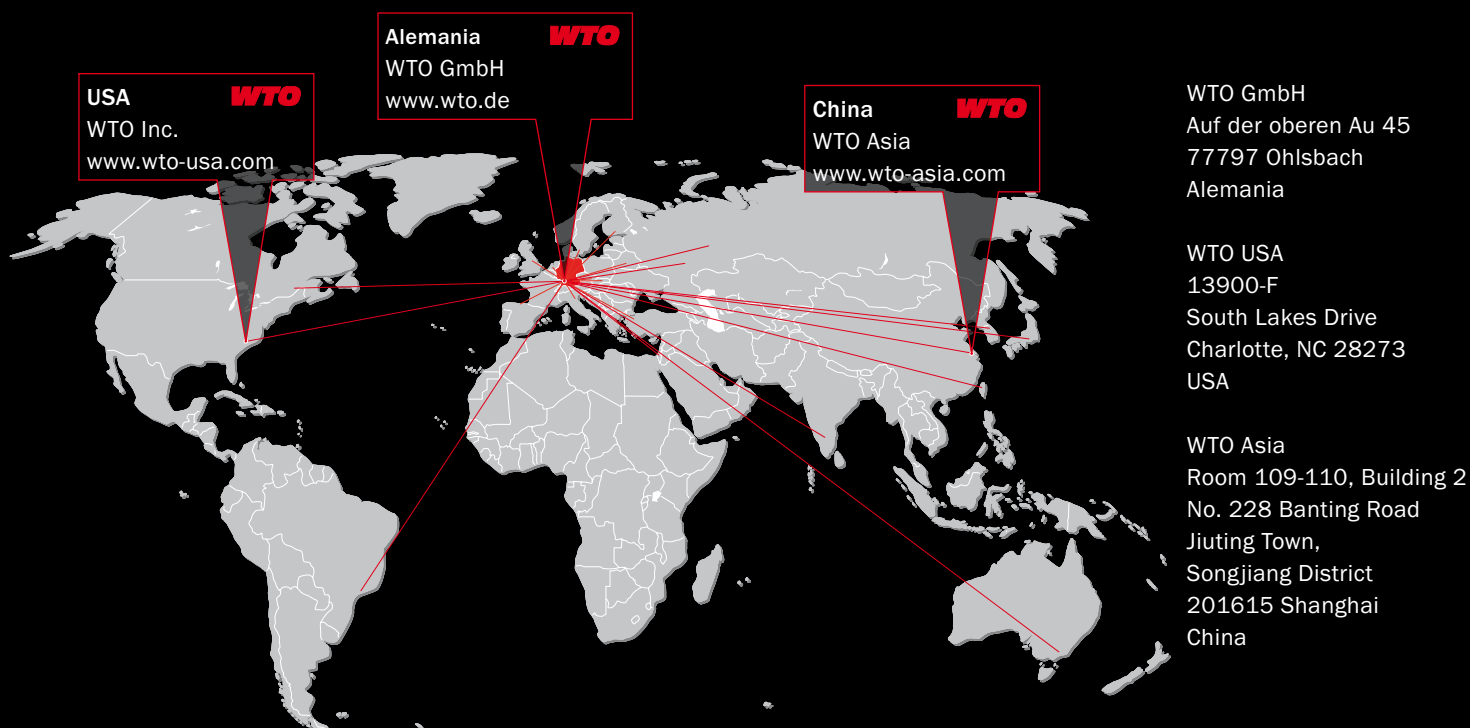 Alemania WTO
WTO GmbH
www.wto.de
USA WTO
WTO Inc.
www.wto-usa.com
China WTO
WTO Asia
www.wto-asia.com
WTO GmbH
Auf der oberen Au 45
77797 Ohlsbach
Alemania
WTO USA
13900-F
South Lakes Drive
Charlotte, NC 28273
USA
WTO Asia
Room 109-110, Building 2
No. 228 Banting Road
Jiuting Town,
Songjiang District
201615 Shanghai
China